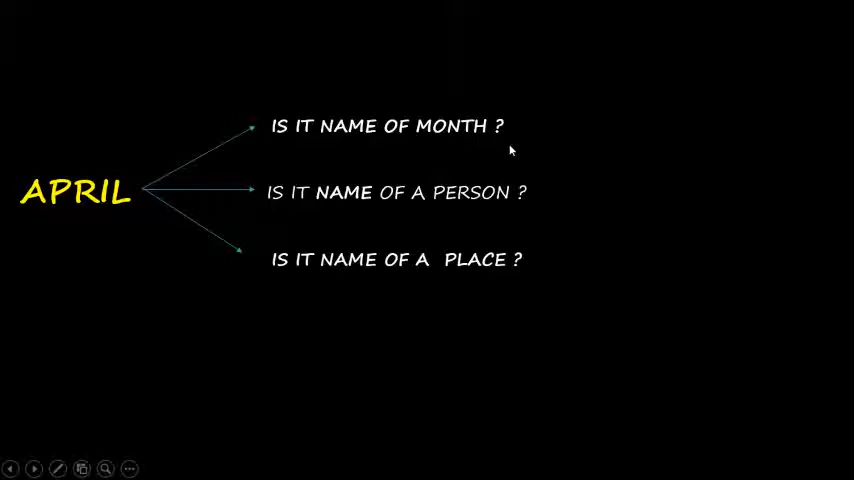 IS IT NAME OF MONTH ?
APRIL
IS IT NAME OF A PERSON ?
IS IT NAME OF A PLACE ?